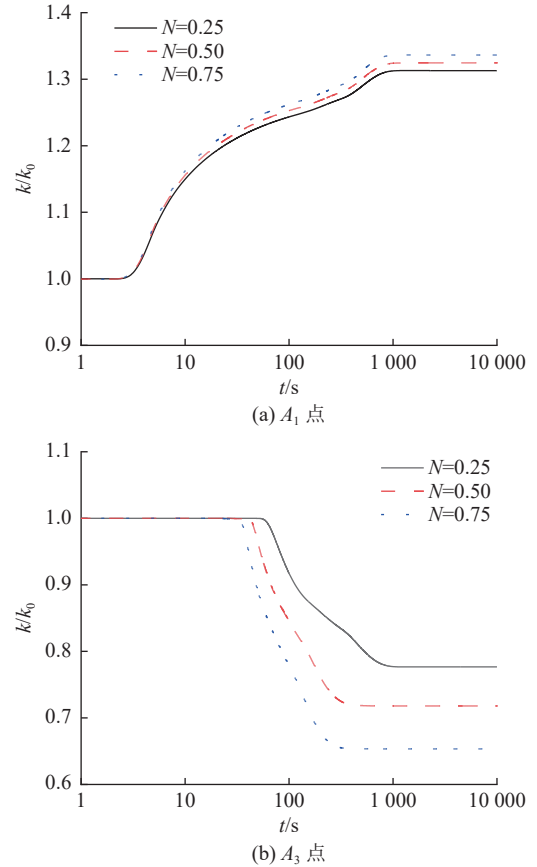 1.4
1.3
1.2
1.1
1.0
0.9
k/k₀
N=0.25
N=0.50
N=0.75
1 10 100 1 000 10 000
t/s
(a) A₁ 点
1.1
1.0
0.9
0.8
0.7
0.6
k/k₀
N=0.25
N=0.50
N=0.75
1 10 100 1 000 10 000
t/s
(b) A₃ 点